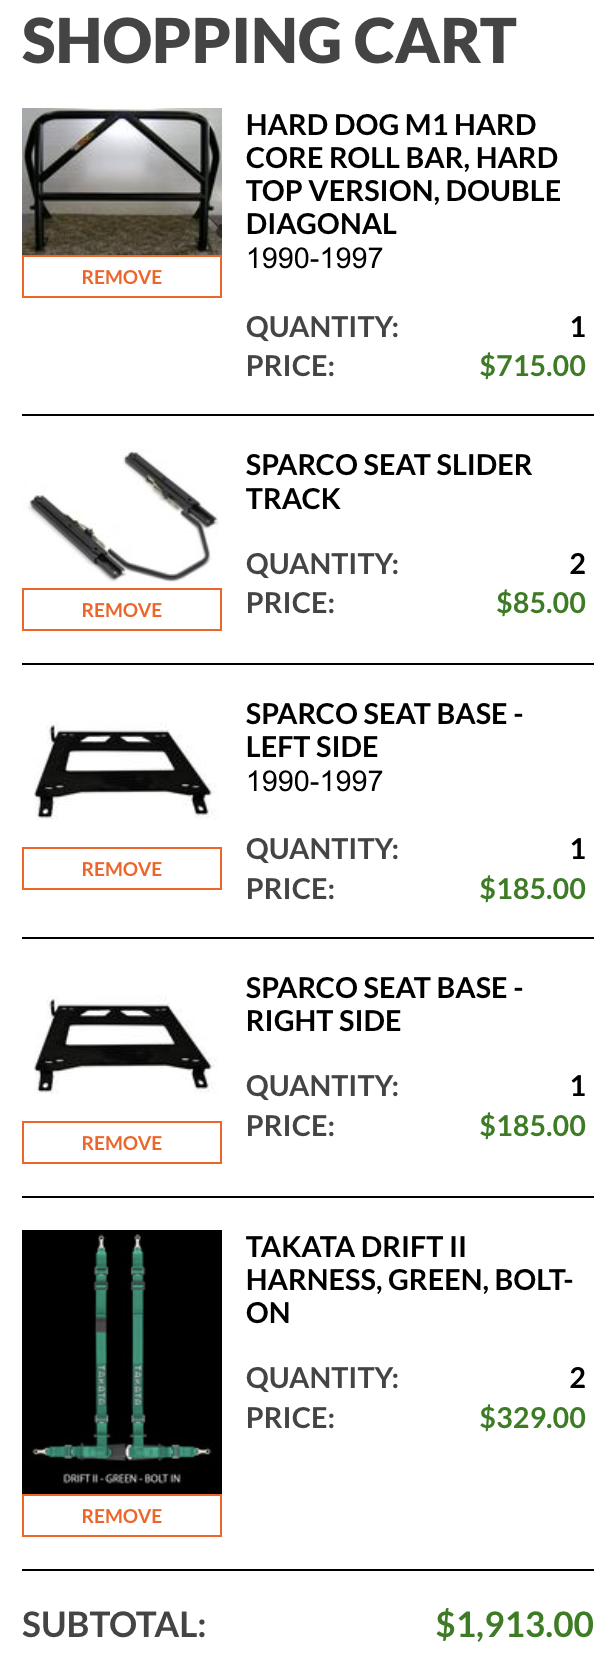 SHOPPING CART
HARD DOG M1 HARD
CORE ROLL BAR, HARD
TOP VERSION, DOUBLE
DIAGONAL
1990-1997
REMOVE
QUANTITY: 1
PRICE: $715.00
SPARCO SEAT SLIDER
TRACK
QUANTITY: 2
PRICE: $85.00
REMOVE
SPARCO SEAT BASE -
LEFT SIDE
1990-1997
QUANTITY: 1
PRICE: $185.00
REMOVE
SPARCO SEAT BASE -
RIGHT SIDE
QUANTITY: 1
PRICE: $185.00
REMOVE
TAKATA DRIFT II
HARNESS, GREEN, BOLT-
ON
QUANTITY: 2
PRICE: $329.00
TAKATA
TAKATA
DRIFT II - GREEN - BOLT IN
REMOVE
SUBTOTAL: $1,913.00